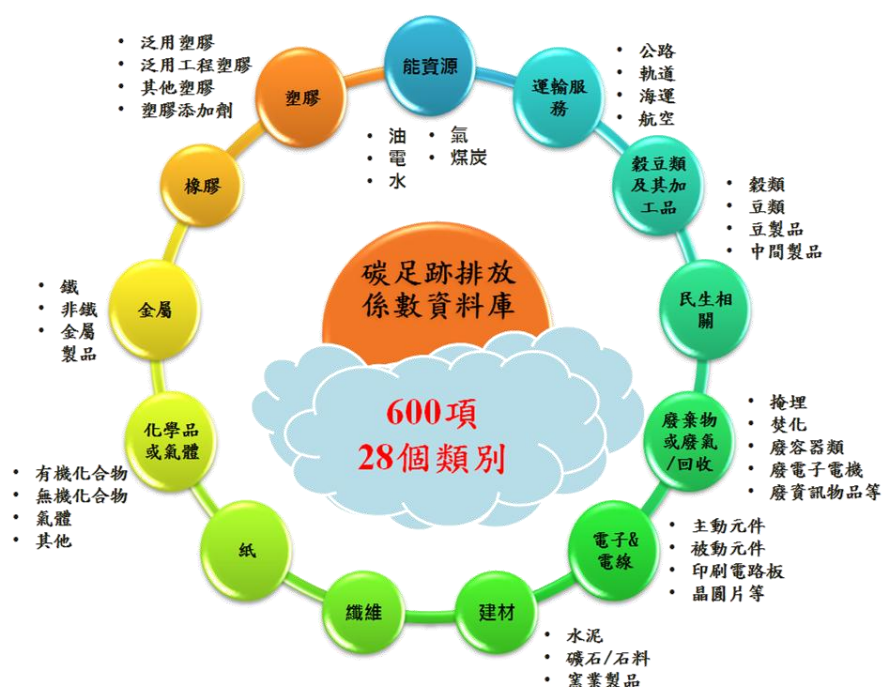 碳足跡排放
係數資料庫
600項
28個類別
能資源
• 油
• 電
• 水
• 氣
• 煤炭
運輸服
務
• 公路
• 軌道
• 海運
• 航空
穀豆類
及其加
工品
• 穀類
• 豆類
• 豆製品
• 中間製品
民生相
關
廢棄物
或廢氣
/回收
• 掩埋
• 焚化
• 廢容器類
• 廢電子電機
• 廢資訊物品等
電子&
電線
• 主動元件
• 被動元件
• 印刷電路板
• 晶圓片等
建材
• 水泥
• 礦石/石料
• 窯業製品
纖維
紙
化學品
或氣體
• 有機化合物
• 無機化合物
• 氣體
• 其他
金屬
• 鐵
• 非鐵
• 金屬
製品
橡膠
塑膠
• 泛用塑膠
• 泛用工程塑膠
• 其他塑膠
• 塑膠添加劑